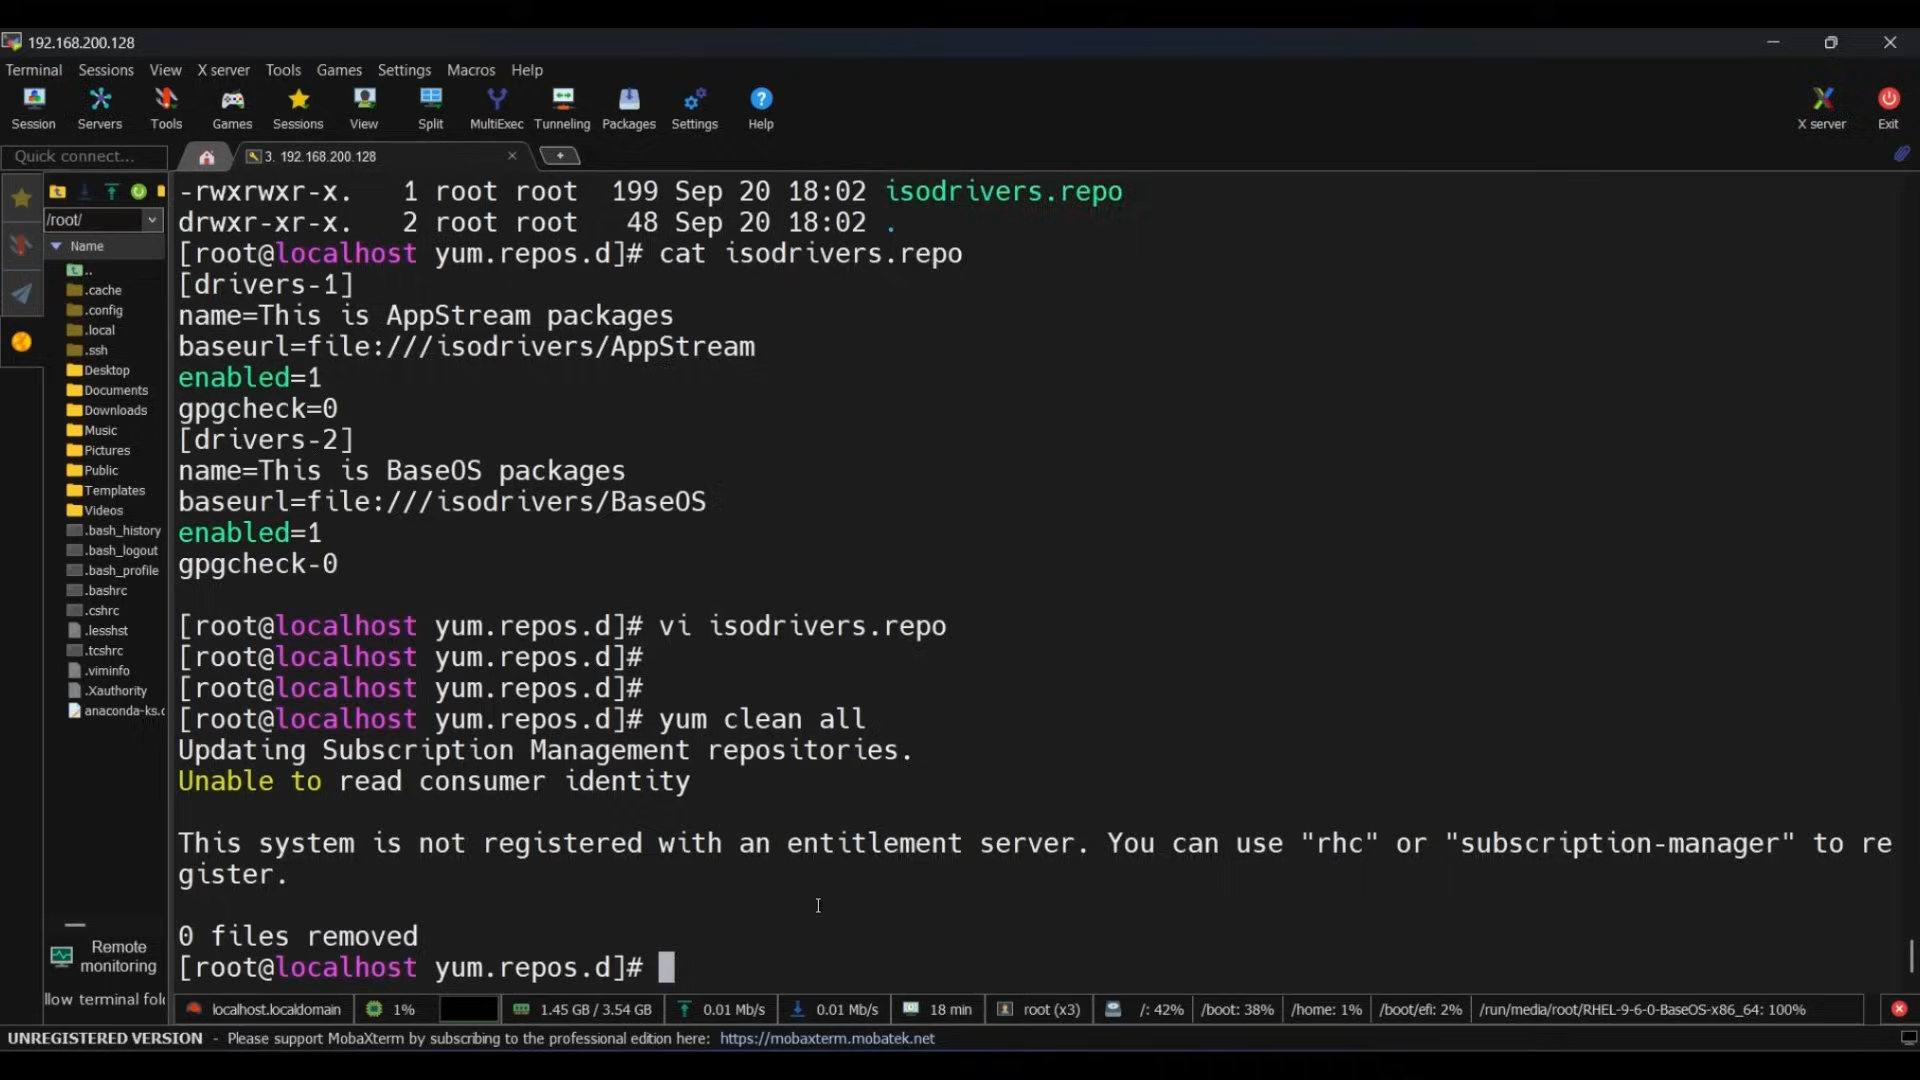 192.168.200.128
Terminal Sessions View X server Tools Games Settings Macros Help
Session Servers Tools Games Sessions View Split MultiExec Tunneling Packages Settings Help X server Exit
Quick connect...
3. 192.168.200.128
/root/
Name
..
.cache
.config
.local
.ssh
Desktop
Documents
Downloads
Music
Pictures
Public
Templates
Videos
.bash_history
.bash_logout
.bash_profile
.bashrc
.cshrc
.lesshst
.tcshrc
.viminfo
.Xauthority
anaconda-ks.c
Remote
monitoring
llow terminal fol
-rwxrwxr-x. 1 root root 199 Sep 20 18:02 isodrivers.repo
drwxr-xr-x. 2 root root 48 Sep 20 18:02 .
[root@localhost yum.repos.d]# cat isodrivers.repo
[drivers-1]
name=This is AppStream packages
baseurl=file:///isodrivers/AppStream
enabled=1
gpgcheck=0
[drivers-2]
name=This is BaseOS packages
baseurl=file:///isodrivers/BaseOS
enabled=1
gpgcheck-0
[root@localhost yum.repos.d]# vi isodrivers.repo
[root@localhost yum.repos.d]#
[root@localhost yum.repos.d]#
[root@localhost yum.repos.d]# yum clean all
Updating Subscription Management repositories.
Unable to read consumer identity
This system is not registered with an entitlement server. You can use "rhc" or "subscription-manager" to re
gister.
0 files removed
[root@localhost yum.repos.d]#
localhost.localdomain 1% 1.45 GB / 3.54 GB 0.01 Mb/s 0.01 Mb/s 18 min root (x3) /: 42% /boot: 38% /home: 1% /boot/efi: 2% /run/media/root/RHEL-9-6-0-BaseOS-x86_64: 100%
UNREGISTERED VERSION - Please support MobaXterm by subscribing to the professional edition here: https://mobaxterm.mobatek.net